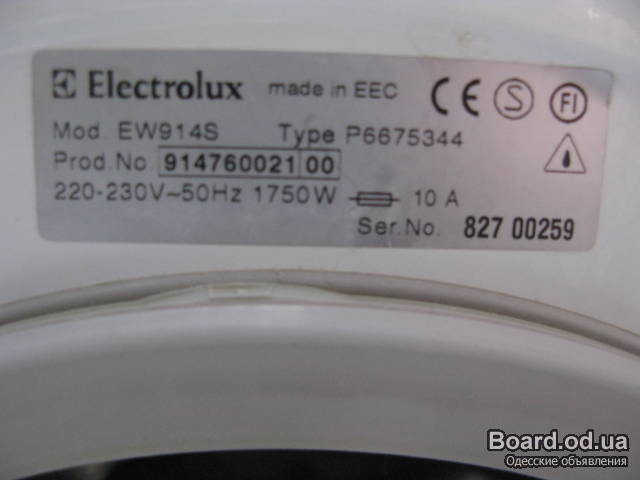 Electrolux made in EEC CE S FI
Mod. EW914S Type P6675344
Prod.No. 914760021 00
220-230V~50Hz 1750W 10 A
Ser.No. 827 00259
Board.od.ua
Одесские объявления